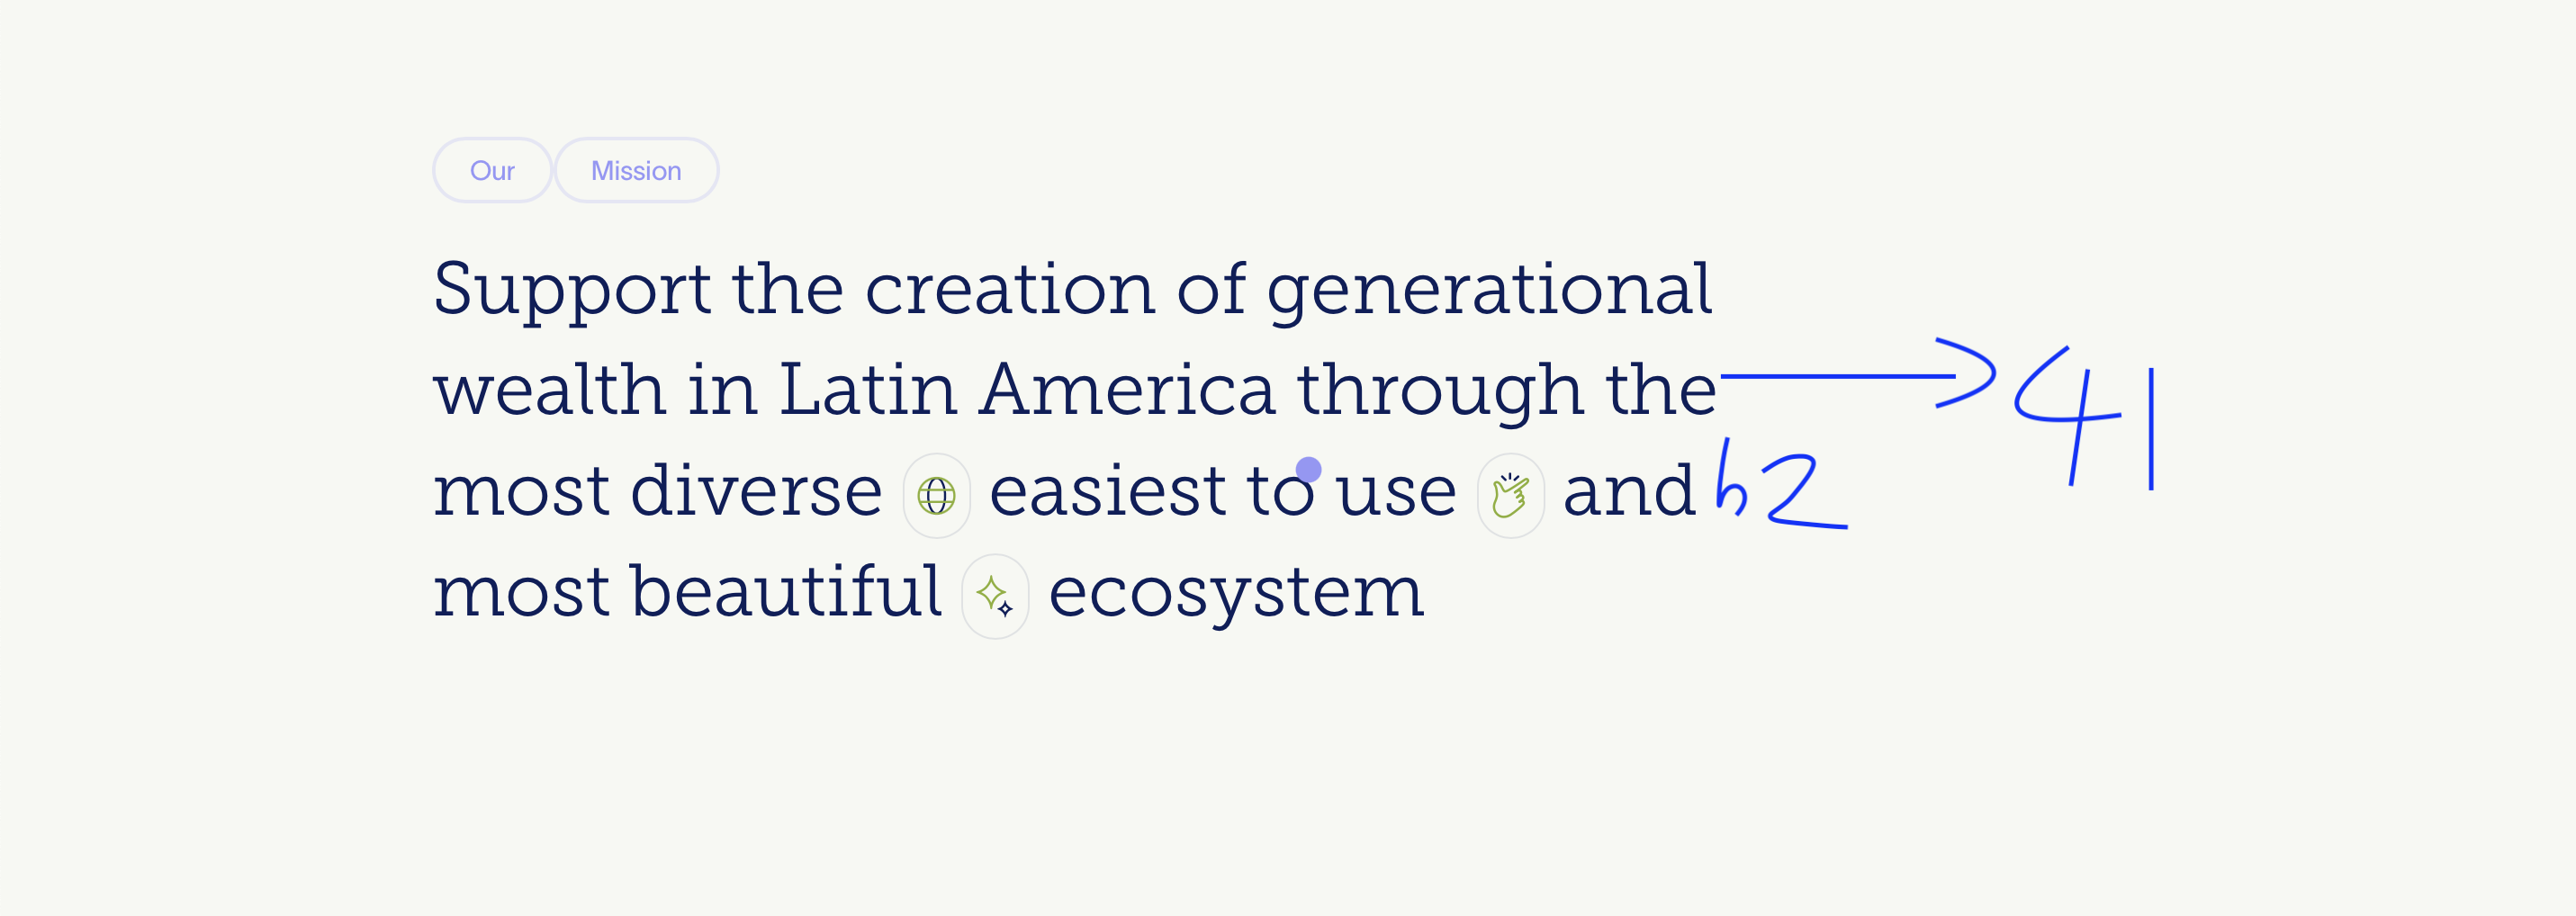 Our Mission
Support the creation of generational
wealth in Latin America through the
most diverse easiest to use and h2
most beautiful ecosystem
41